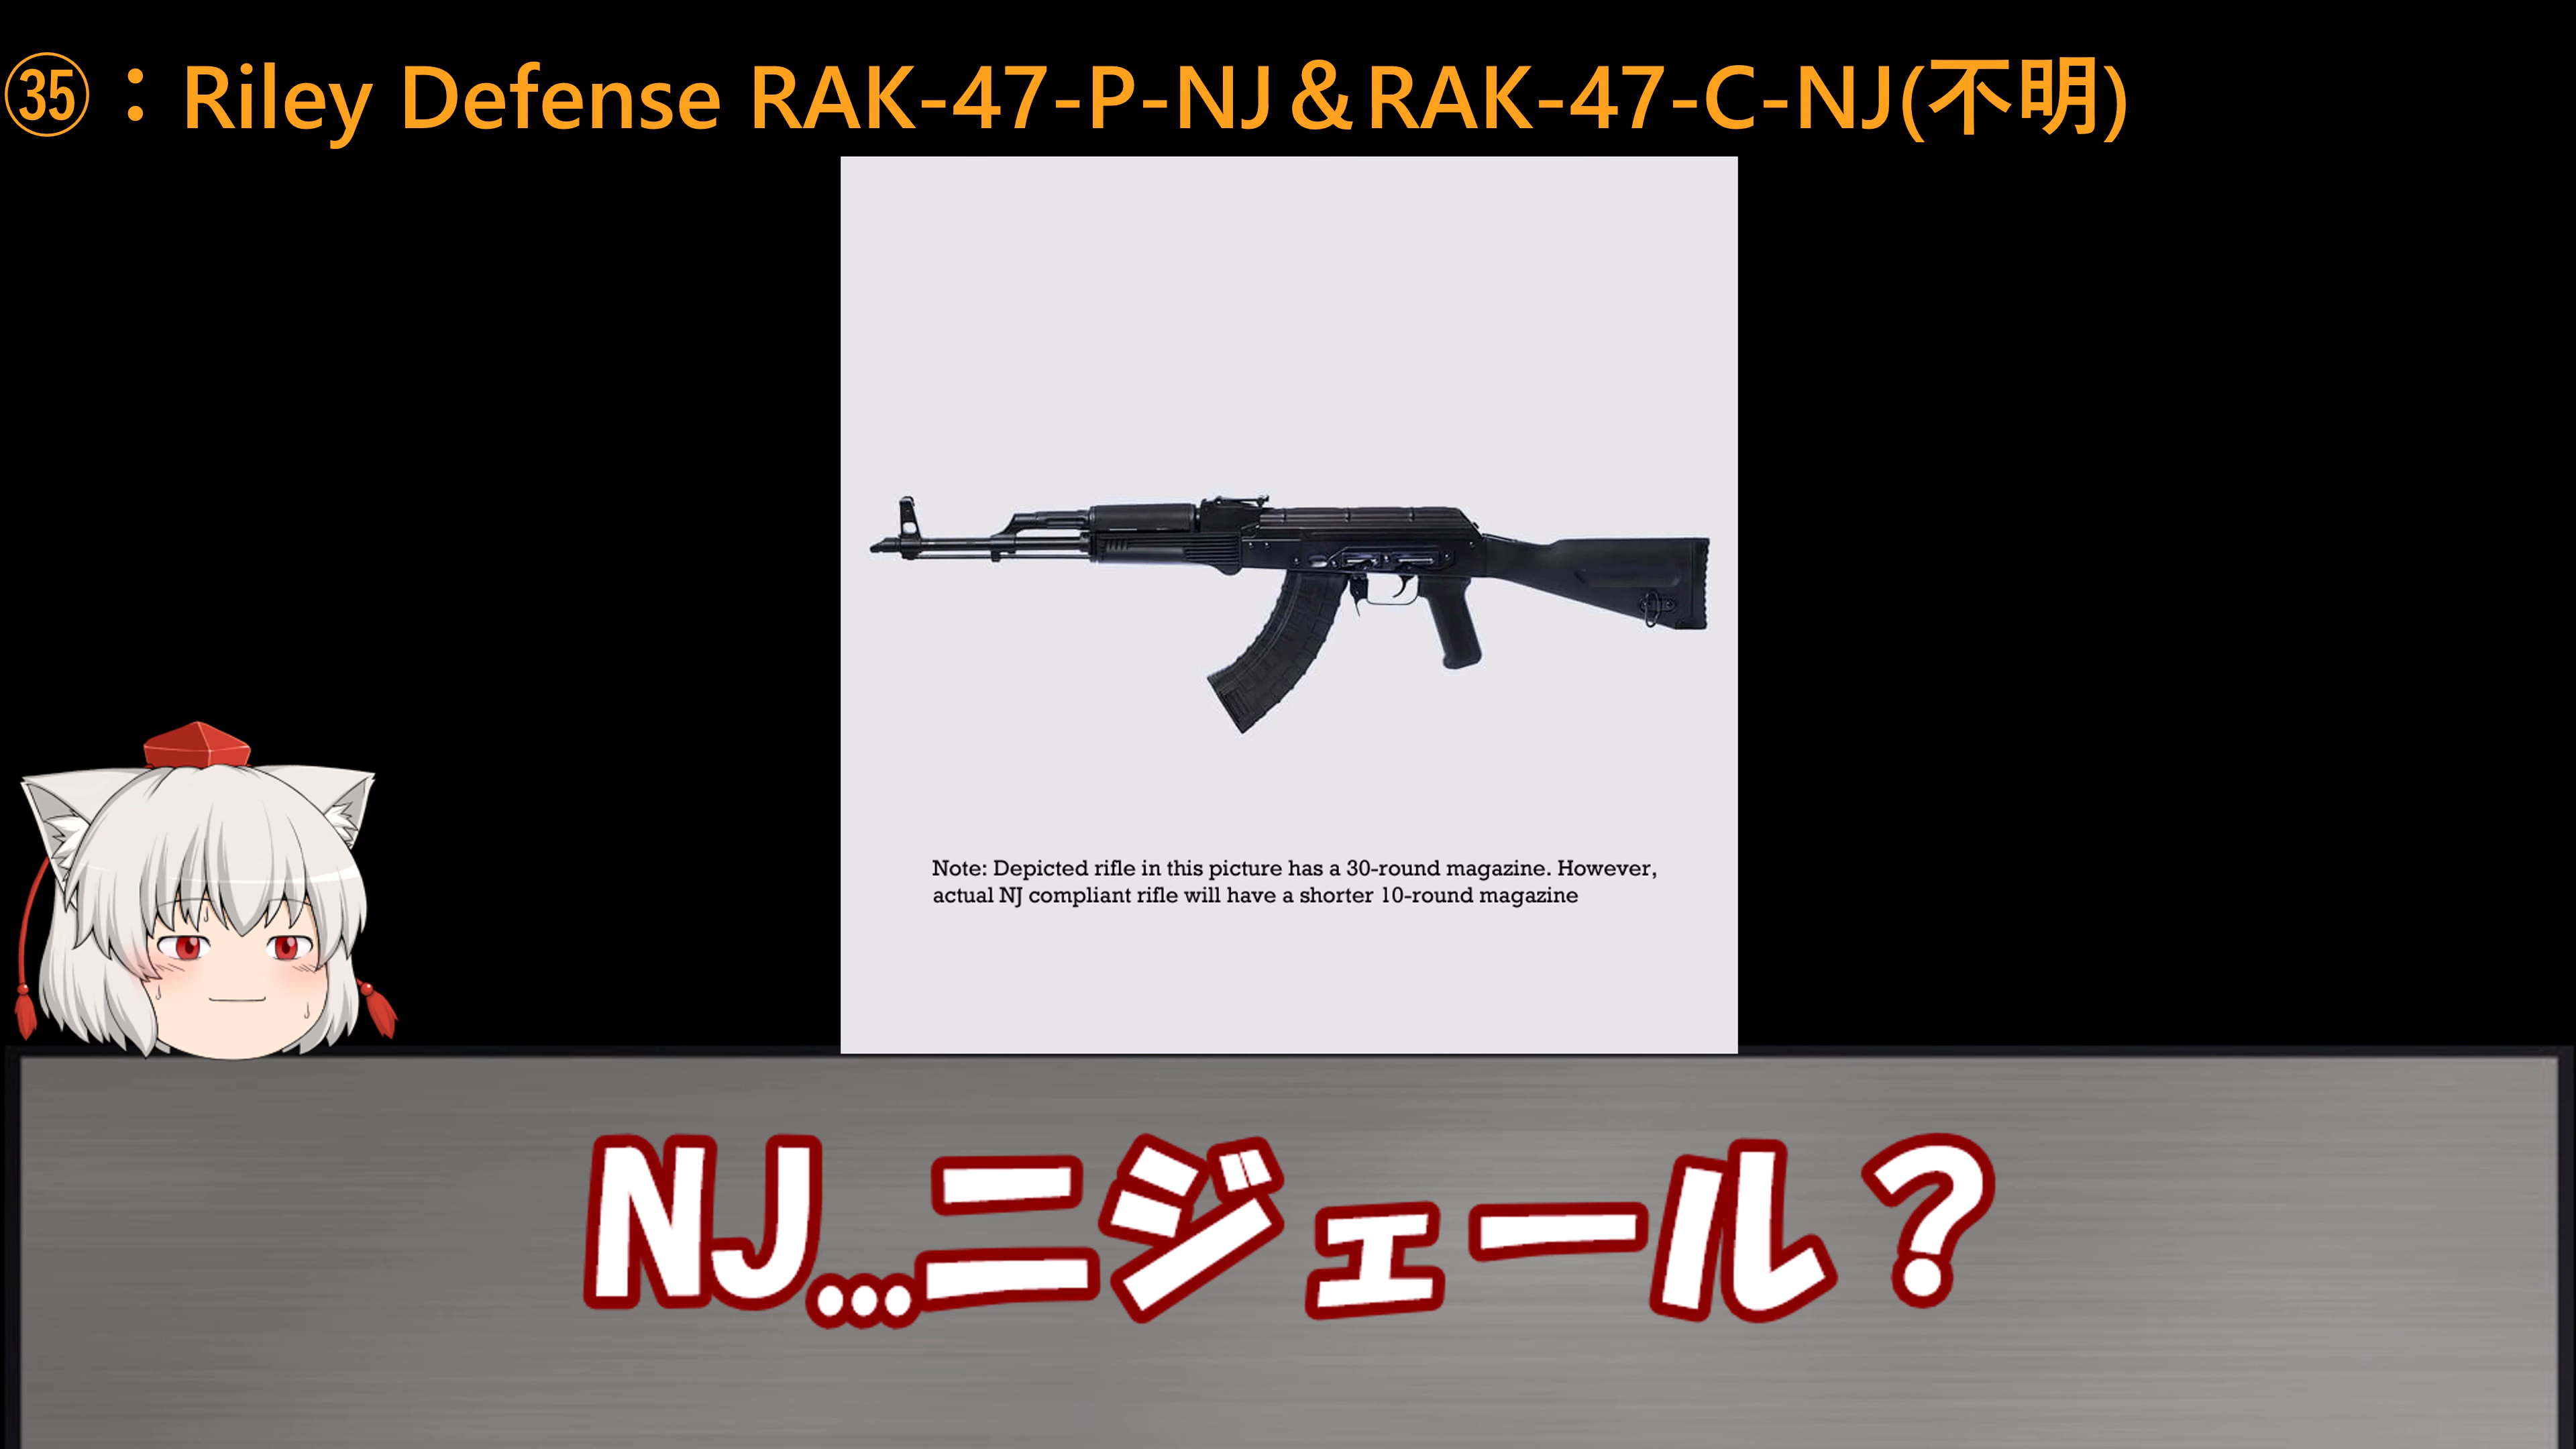 ㉟：Riley Defense RAK-47-P-NJ＆RAK-47-C-NJ(不明)
Note: Depicted rifle in this picture has a 30-round magazine. However,
actual NJ compliant rifle will have a shorter 10-round magazine
NJ...ニジェール？